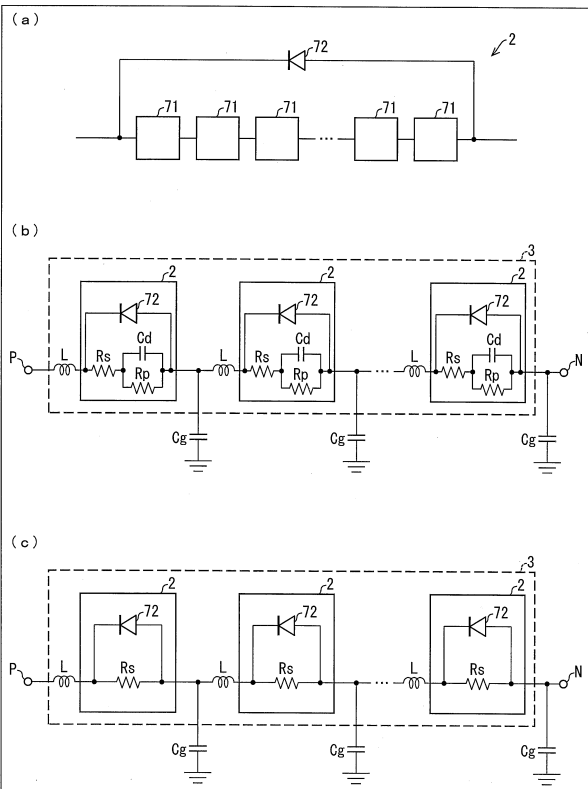 (a)
72
2
71 71 71 71 71
(b)
3
2 2 2
72 72 72
P L Rs Cd Rp L Rs Cd Rp L Rs Cd Rp N
Cg Cg Cg
(c)
3
2 2 2
72 72 72
P L Rs L Rs L Rs N
Cg Cg Cg